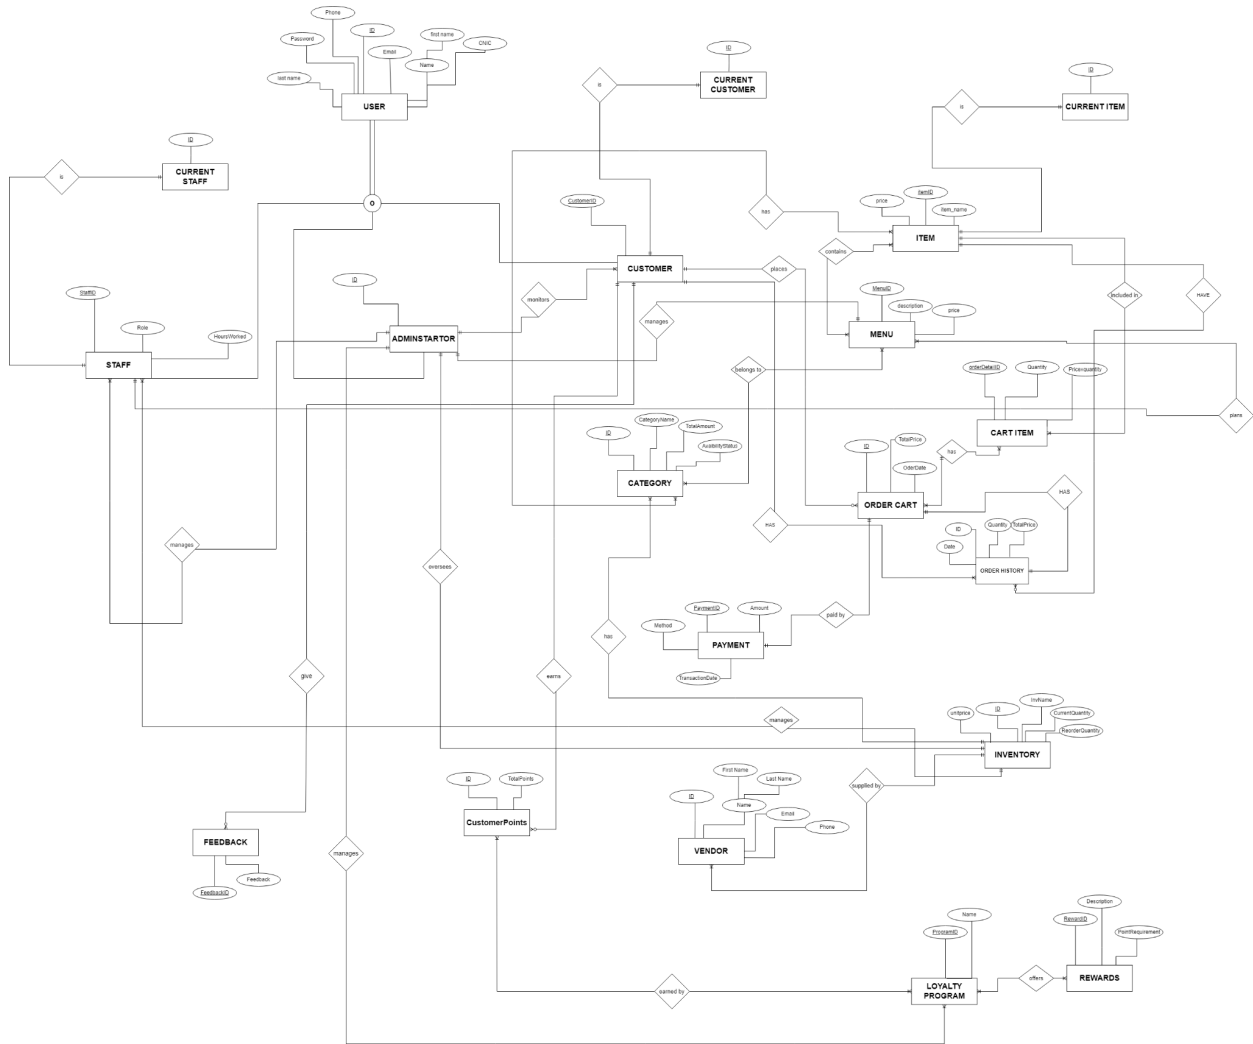 Phone
ID
first name
CNIC
Password
Email
Name
last name
USER
ID
CURRENT
CUSTOMER
is
ID
CURRENT ITEM
is
ID
CURRENT
STAFF
is
O
CustomerID
has
price
itemID
item_name
ITEM
contains
CUSTOMER
places
ID
monitors
manages
MenuID
description
price
MENU
included in
HAVE
StaffID
Role
HoursWorked
STAFF
ADMINSTARTOR
belongs to
orderDetailID
Quantity
Price×quantity
plans
CART ITEM
ID
CategoryName
TotalAmount
AvaibilityStatus
CATEGORY
ID
TotalPrice
OderDate
has
ORDER CART
HAS
HAS
ID
Quantity
TotalPrice
Date
ORDER HISTORY
manages
oversees
PaymentID
Amount
Method
paid by
PAYMENT
TransactionDate
has
give
earns
manages
unitprice
ID
InvName
CurrentQuantity
ReorderQuantity
INVENTORY
ID
TotalPoints
CustomerPoints
First Name
Last Name
ID
Name
Email
Phone
VENDOR
supplied by
FEEDBACK
Feedback
FeedbackID
manages
Name
ProgramID
Description
RewardID
PointRequirement
LOYALTY
PROGRAM
offers
REWARDS
earned by